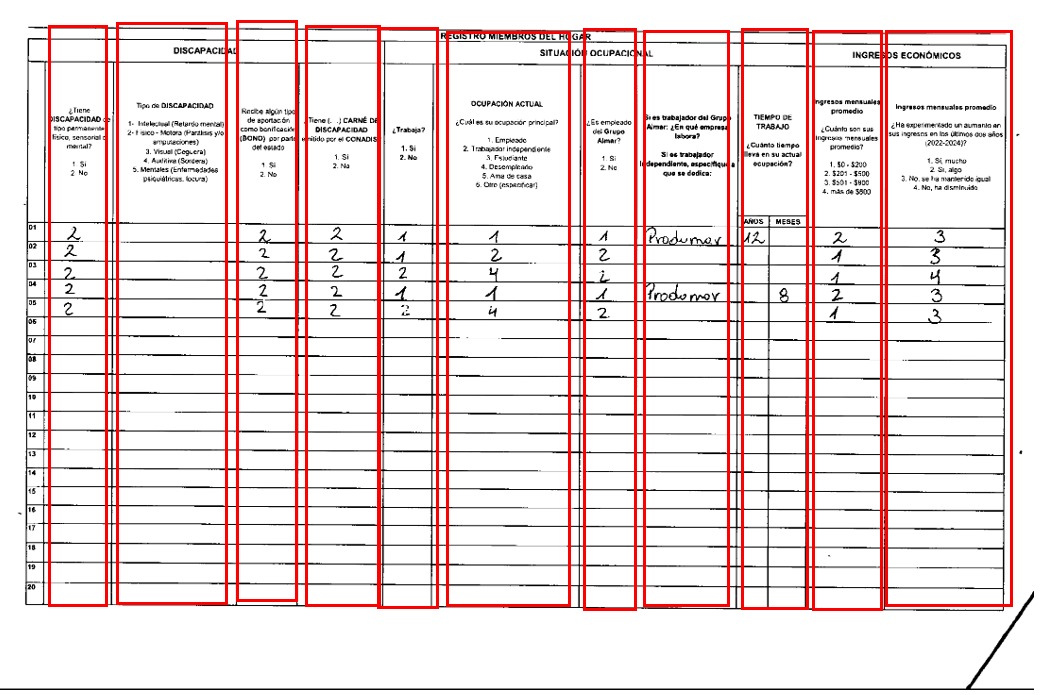 REGISTRO MIEMBROS DEL HOGAR
DISCAPACIDAD SITUACIÓN OCUPACIONAL INGRESOS ECONÓMICOS
¿Tiene DISCAPACIDAD de tipo permanente físico, sensorial o mental?
1. Si
2. No
Tipo de DISCAPACIDAD
1- Intelectual (Retardo mental)
2- Físico - Motora (Parálisis y/o amputaciones)
3. Visual (Ceguera)
4. Auditiva (Sordera)
5. Mentales (Enfermedades psiquiátricas, locura)
Recibe algún tipo de aportación como bonificación (BONO) por parte del estado
1. Si
2. No
Tiene (. . .) CARNÉ DE DISCAPACIDAD emitido por el CONADIS
1. Si
2. No
¿Trabaja?
1. Si
2. No
OCUPACIÓN ACTUAL
¿Cuál es su ocupación principal?
1. Empleado
2. Trabajador independiente
3. Estudiante
4. Desempleado
5. Ama de casa
6. Otro (especificar)
¿Es empleado del Grupo Almar?
1. Si
2. No
Si es trabajador del Grupo Almar: ¿En qué empresa labora?
Si es trabajador independiente, especifique a que se dedica:
TIEMPO DE TRABAJO
¿Cuánto tiempo lleva en su actual ocupación?
AÑOS MESES
Ingresos mensuales promedio
¿Cuánto son sus ingresos mensuales promedio?
1. $0 - $200
2. $201 - $500
3. $501 - $800
4. más de $800
Ingresos mensuales promedio
¿Ha experimentado un aumento en sus ingresos en los últimos dos años (2022-2024)?
1. Sí, mucho
2. Si, algo
3. No, se ha mantenido igual
4. No, ha disminuido
01 2 2 2 1 1 1 Produmar 12 2 3
02 2 2 2 1 2 2 1 3
03 2 2 2 2 4 2 1 4
04 2 2 2 1 1 1 Produmar 8 2 3
05 2 2 2 2 4 2 1 3
06
07
08
09
10
11
12
13
14
15
16
17
18
19
20